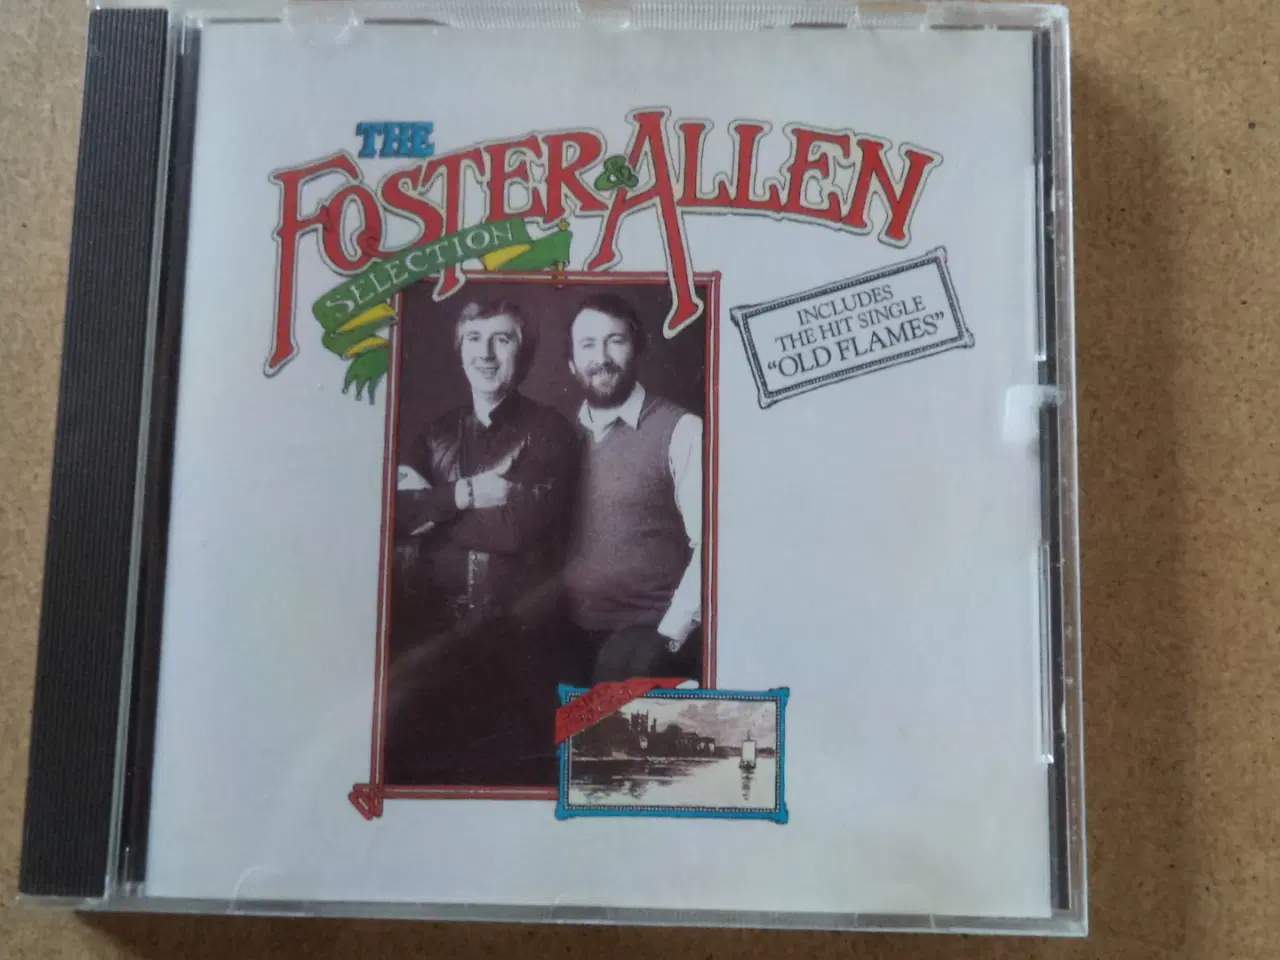 THE
FOSTER & ALLEN
SELECTION
INCLUDES
THE HIT SINGLE
"OLD FLAMES"